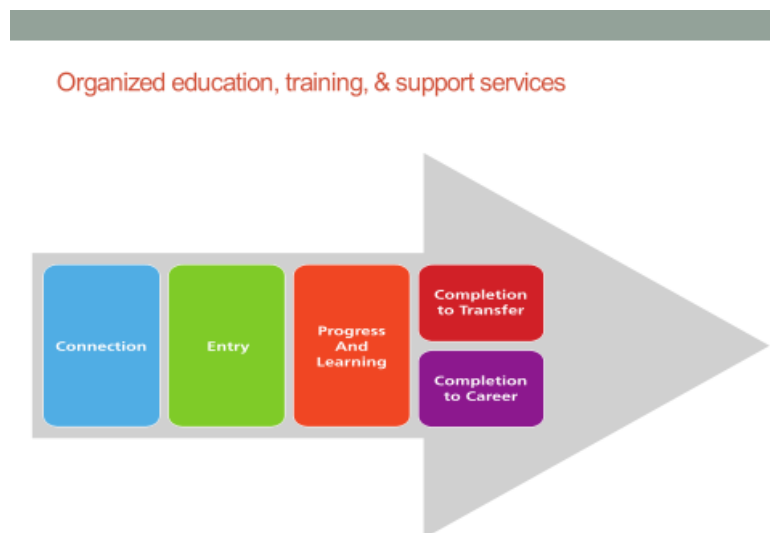 Organized education, training, & support services
Connection
Entry
Progress
And
Learning
Completion
to Transfer
Completion
to Career